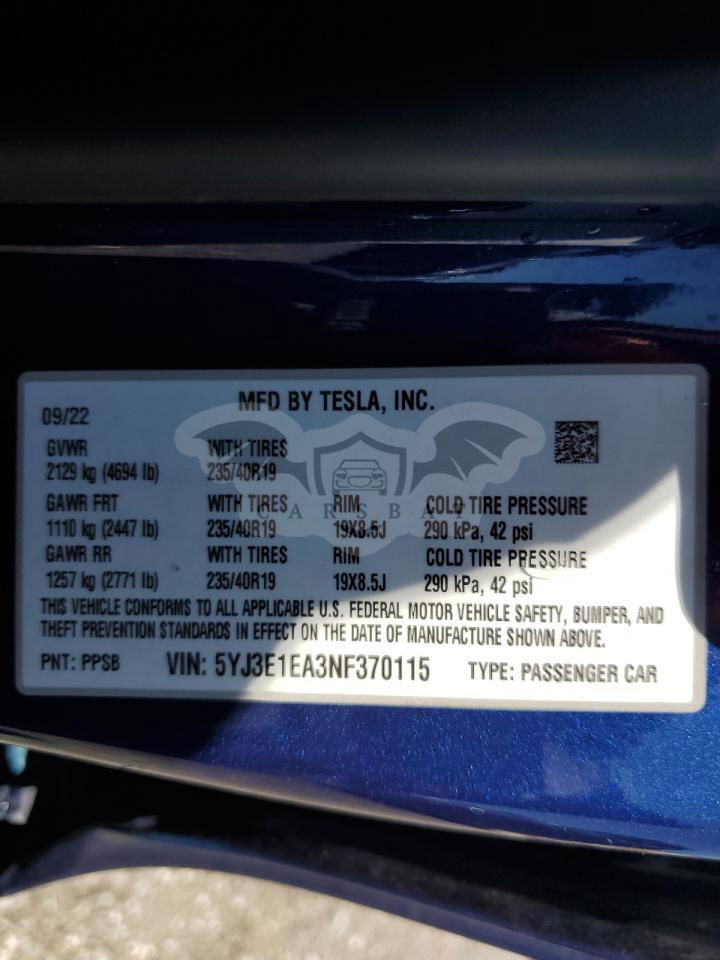 MFD BY TESLA, INC.
09/22
GVWR WITH TIRES
2129 kg (4694 lb) 235/40R19
GAWR FRT WITH TIRES RIM COLD TIRE PRESSURE
1110 kg (2447 lb) 235/40R19 19X8.5J 290 kPa, 42 psi
GAWR RR WITH TIRES RIM COLD TIRE PRESSURE
1257 kg (2771 lb) 235/40R19 19X8.5J 290 kPa, 42 psi
THIS VEHICLE CONFORMS TO ALL APPLICABLE U.S. FEDERAL MOTOR VEHICLE SAFETY, BUMPER, AND
THEFT PREVENTION STANDARDS IN EFFECT ON THE DATE OF MANUFACTURE SHOWN ABOVE.
PNT: PPSB VIN: 5YJ3E1EA3NF370115 TYPE: PASSENGER CAR
CARSBAT